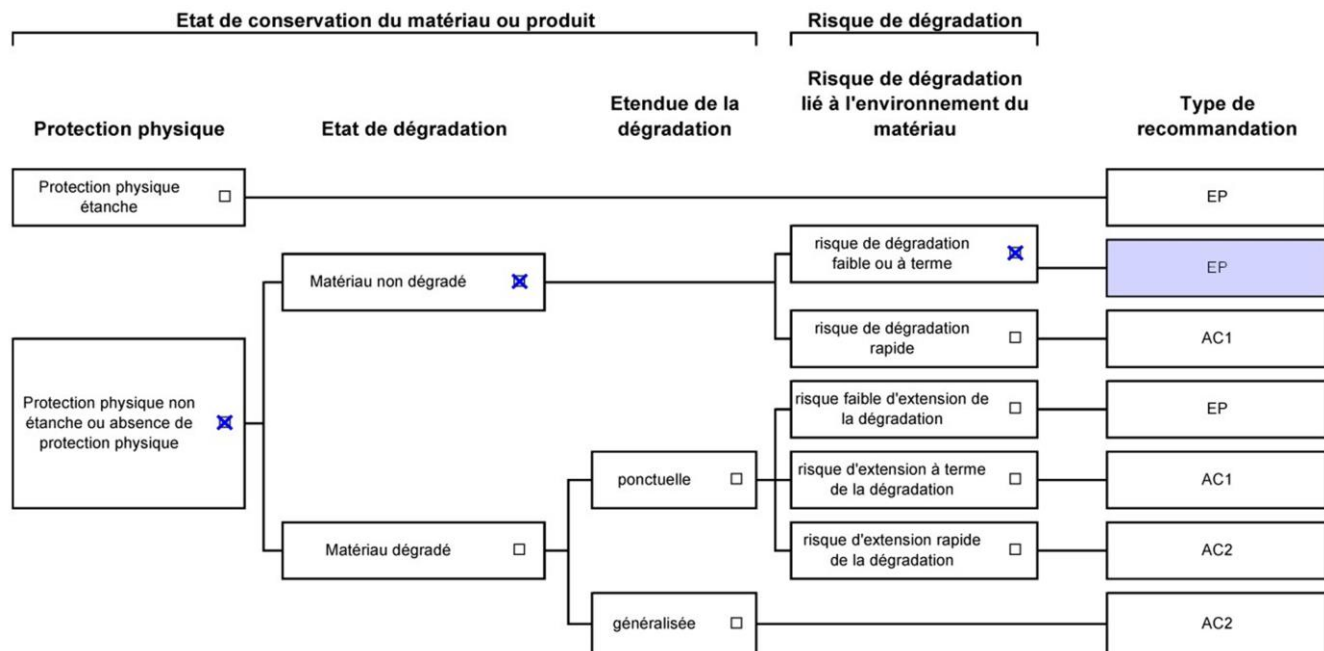 Etat de conservation du matériau ou produit
Risque de dégradation
Protection physique
Etat de dégradation
Etendue de la
dégradation
Risque de dégradation
lié à l'environnement du
matériau
Type de
recommandation
Protection physique
étanche
EP
Protection physique non
étanche ou absence de
protection physique
Matériau non dégradé
risque de dégradation
faible ou à terme
EP
risque de dégradation
rapide
AC1
Matériau dégradé
ponctuelle
risque faible d'extension de
la dégradation
EP
risque d'extension à terme
de la dégradation
AC1
risque d'extension rapide
de la dégradation
AC2
généralisée
AC2